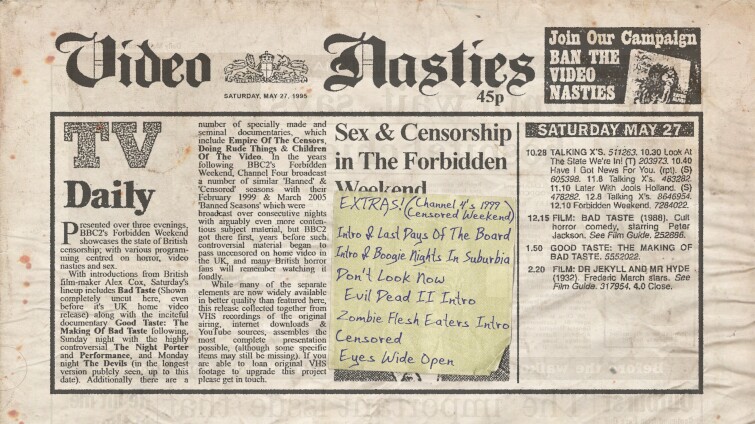 Video Nasties
SATURDAY, MAY 27, 1995
45p
Join Our Campaign
BAN THE
VIDEO
NASTIES
TV
Daily
Presented over three evenings,
BBC2's Forbidden Weekend
showcases the state of British
censorship; with various program-
ming centred on horror, video
nasties and sex.
With introductions from British
film-maker Alex Cox, Saturday's
lineup includes Bad Taste (Shown
completely uncut here, even
before it's UK home video
release) along with the inciteful
documentary Good Taste: The
Making Of Bad Taste following,
Sunday night with the highly
controversial The Night Porter
and Performance, and Monday
night The Devils (in the longest
version publicly seen, up to this
date). Additionally there are a
number of specially made and
seminal documentaries, which
include Empire Of The Censors,
Doing Rude Things & Children
Of The Video. In the years
following BBC2's Forbidden
Weekend, Channel Four broadcast
a number of similar 'Banned' &
'Censored' seasons with their
February 1999 & March 2005
'Banned Seasons' which were
broadcast over consecutive nights
with arguably even more conten-
tious subject material, but BBC2
got there first, years before such
controversial material began to
pass uncensored on home video in
the UK, and many British horror
fans will remember watching it
fondly.
While many of the separate
elements are now widely available
in better quality than featured here,
this release collected together from
VHS recordings of the original
airing, internet downloads &
YouTube sources, assembles the
most complete presentation
possible, (although some specific
items may still be missing). If you
are able to loan original VHS
footage to upgrade this project
please get in touch.
Sex & Censorship
in The Forbidden
Weekend
EXTRAS! (Channel 4's 1999
Censored Weekend)
Intro & Last Days Of The Board
Intro & Boogie Nights In Suburbia
Don't Look Now
Evil Dead II Intro
Zombie Flesh Eaters Intro
Censored
Eyes Wide Open
SATURDAY MAY 27
10.28 TALKING X'S. 511263. 10.30 Look At
The State We're In! (T) 203973. 10.40
Have I Got News For You. (rpt). (S)
605398. 11.8 Talking X's. 483282.
11.10 Later With Jools Holland. (S)
478282. 12.8 Talking X's. 8646954.
12.10 Forbidden Weekend. 7284022.
12.15 FILM: BAD TASTE (1988). Cult
horror comedy, starring Peter
Jackson. See Film Guide. 252896.
1.50 GOOD TASTE: THE MAKING OF
BAD TASTE. 5552022.
2.20 FILM: DR JEKYLL AND MR HYDE
(1932). Frederic March stars. See
Film Guide. 317954. 4.0 Close.